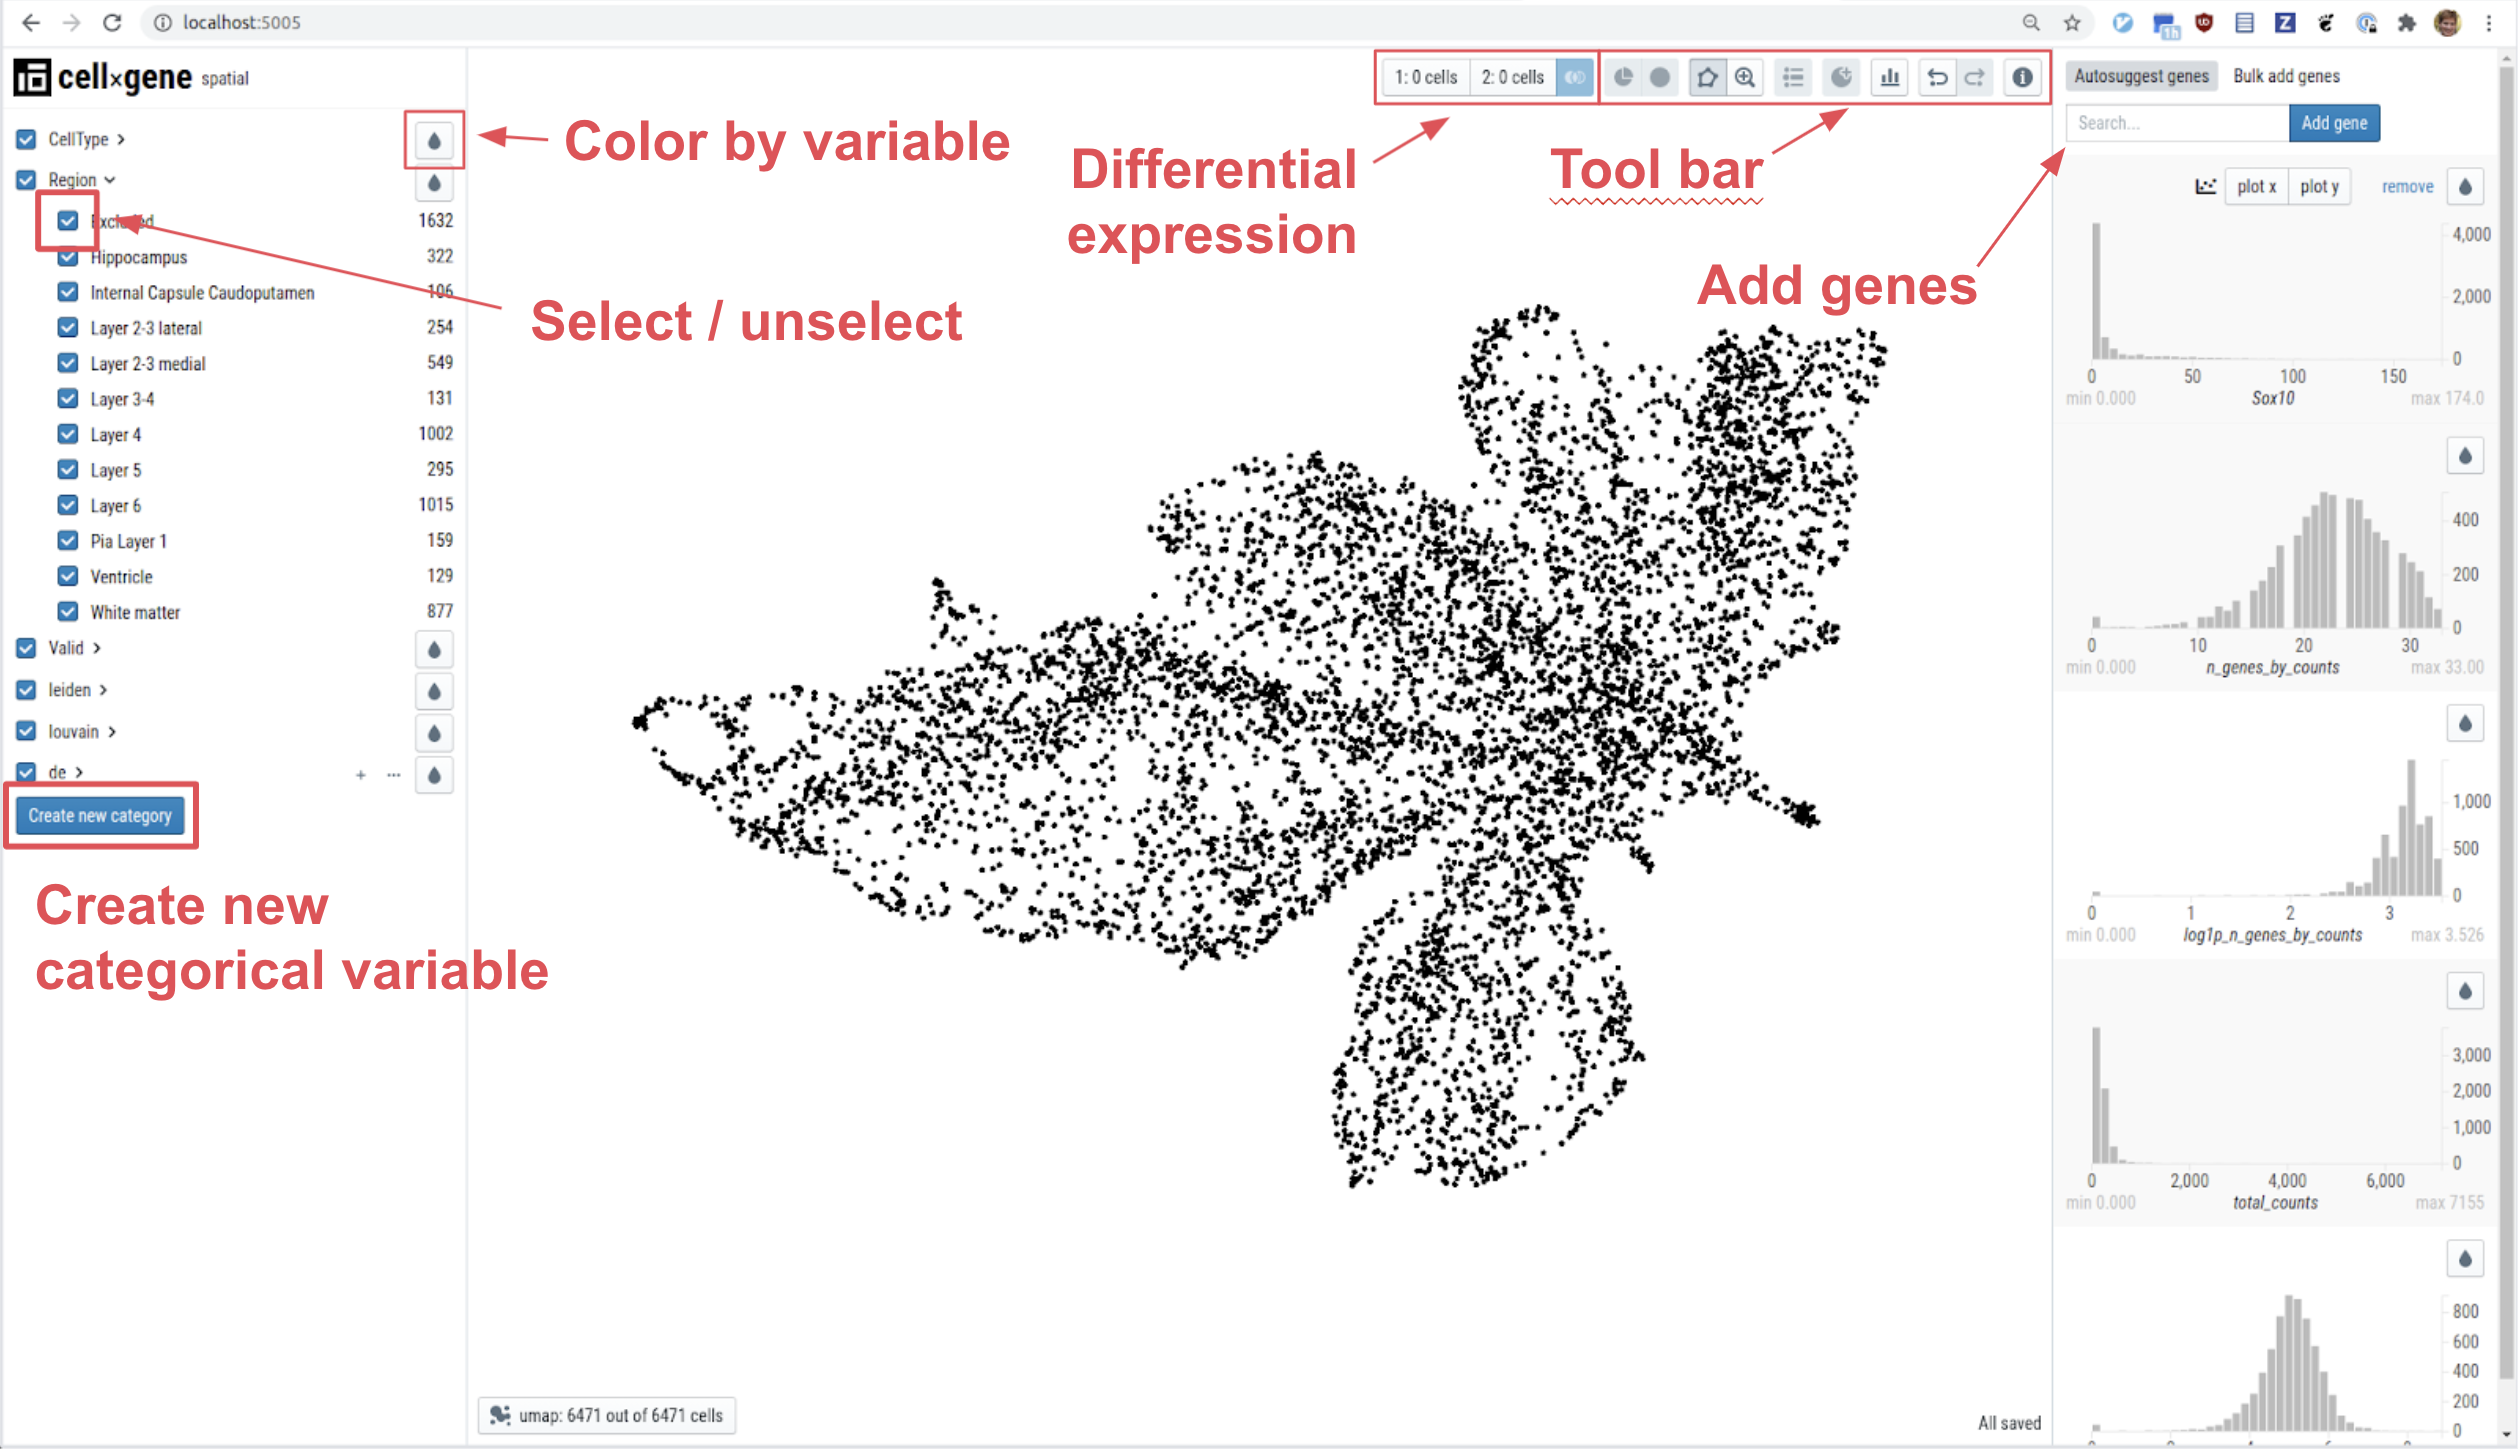 localhost:5005
1h
cell×gene spatial
1: 0 cells 2: 0 cells
Autosuggest genes Bulk add genes
Search... Add gene
CellType
Region
Excluded 1632
Hippocampus 322
Internal Capsule Caudoputamen 106
Layer 2-3 lateral 254
Layer 2-3 medial 549
Layer 3-4 131
Layer 4 1002
Layer 5 295
Layer 6 1015
Pia Layer 1 159
Ventricle 129
White matter 877
Valid
leiden
louvain
de + ...
Create new category
Create new
categorical variable
Color by variable
Select / unselect
Differential
expression
Tool bar
Add genes
umap: 6471 out of 6471 cells
All saved
plot x plot y remove
4,000
2,000
0
0 50 100 150
min 0.000 Sox10 max 174.0
400
200
0
0 10 20 30
min 0.000 n_genes_by_counts max 33.00
1,000
500
0
0 1 2 3
min 0.000 log1p_n_genes_by_counts max 3.526
3,000
2,000
1,000
0
0 2,000 4,000 6,000
min 0.000 total_counts max 7155
800
600
400
200
0